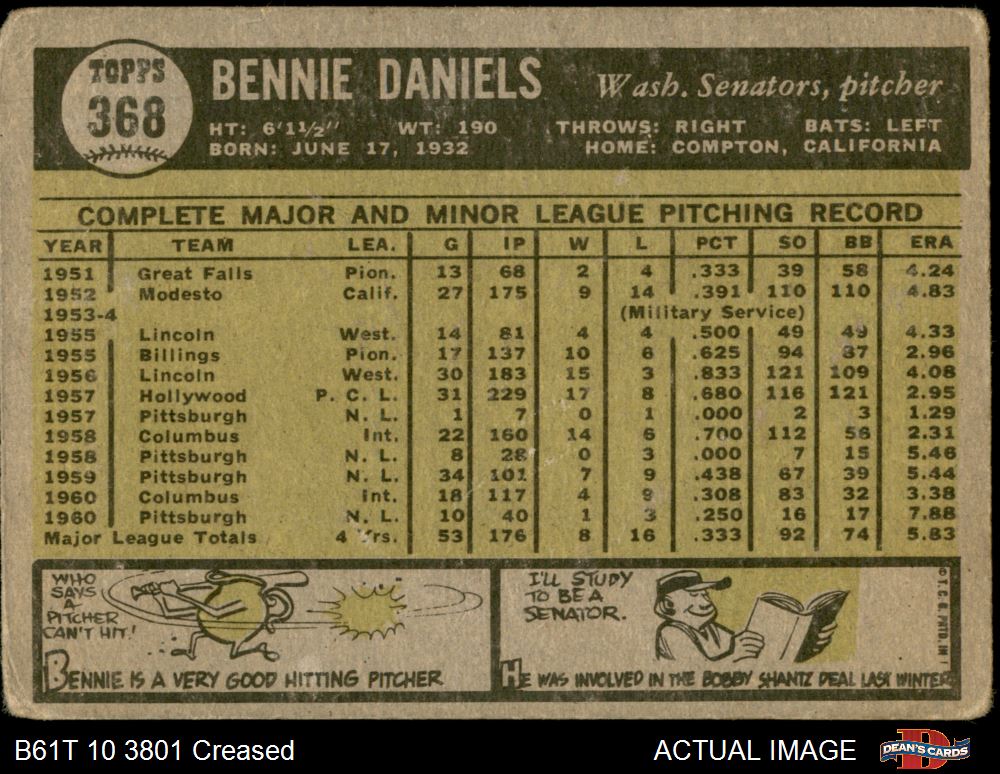 TOPPS
368
BENNIE DANIELS
Wash. Senators, pitcher
HT: 6'11/2" WT: 190 THROWS: RIGHT BATS: LEFT
BORN: JUNE 17, 1932 HOME: COMPTON, CALIFORNIA
COMPLETE MAJOR AND MINOR LEAGUE PITCHING RECORD
YEAR TEAM LEA. G IP W L PCT SO BB ERA
1951 Great Falls Pion. 13 68 2 4 .333 39 58 4.24
1952 Modesto Calif. 27 175 9 14 .391 110 110 4.83
1953-4 (Military Service)
1955 Lincoln West. 14 81 4 4 .500 49 49 4.33
1955 Billings Pion. 17 137 10 6 .625 94 87 2.96
1956 Lincoln West. 30 183 15 3 .833 121 109 4.08
1957 Hollywood P. C. L. 31 229 17 8 .680 116 121 2.95
1957 Pittsburgh N. L. 1 7 0 1 .000 2 3 1.29
1958 Columbus Int. 22 160 14 6 .700 112 56 2.31
1958 Pittsburgh N. L. 8 28 0 3 .000 7 15 5.46
1959 Pittsburgh N. L. 34 101 7 9 .438 67 39 5.44
1960 Columbus Int. 18 117 4 9 .308 83 32 3.38
1960 Pittsburgh N. L. 10 40 1 3 .250 16 17 7.88
Major League Totals 4 Yrs. 53 176 8 16 .333 92 74 5.83
WHO
SAYS
A
PITCHER
CAN'T HIT!
BENNIE IS A VERY GOOD HITTING PITCHER
I'LL STUDY
TO BE A
SENATOR.
HE WAS INVOLVED IN THE BOBBY SHANTZ DEAL LAST WINTER
© T. C. G. PRTD. IN
B61T 10 3801 Creased
ACTUAL IMAGE
DEAN'S CARDS